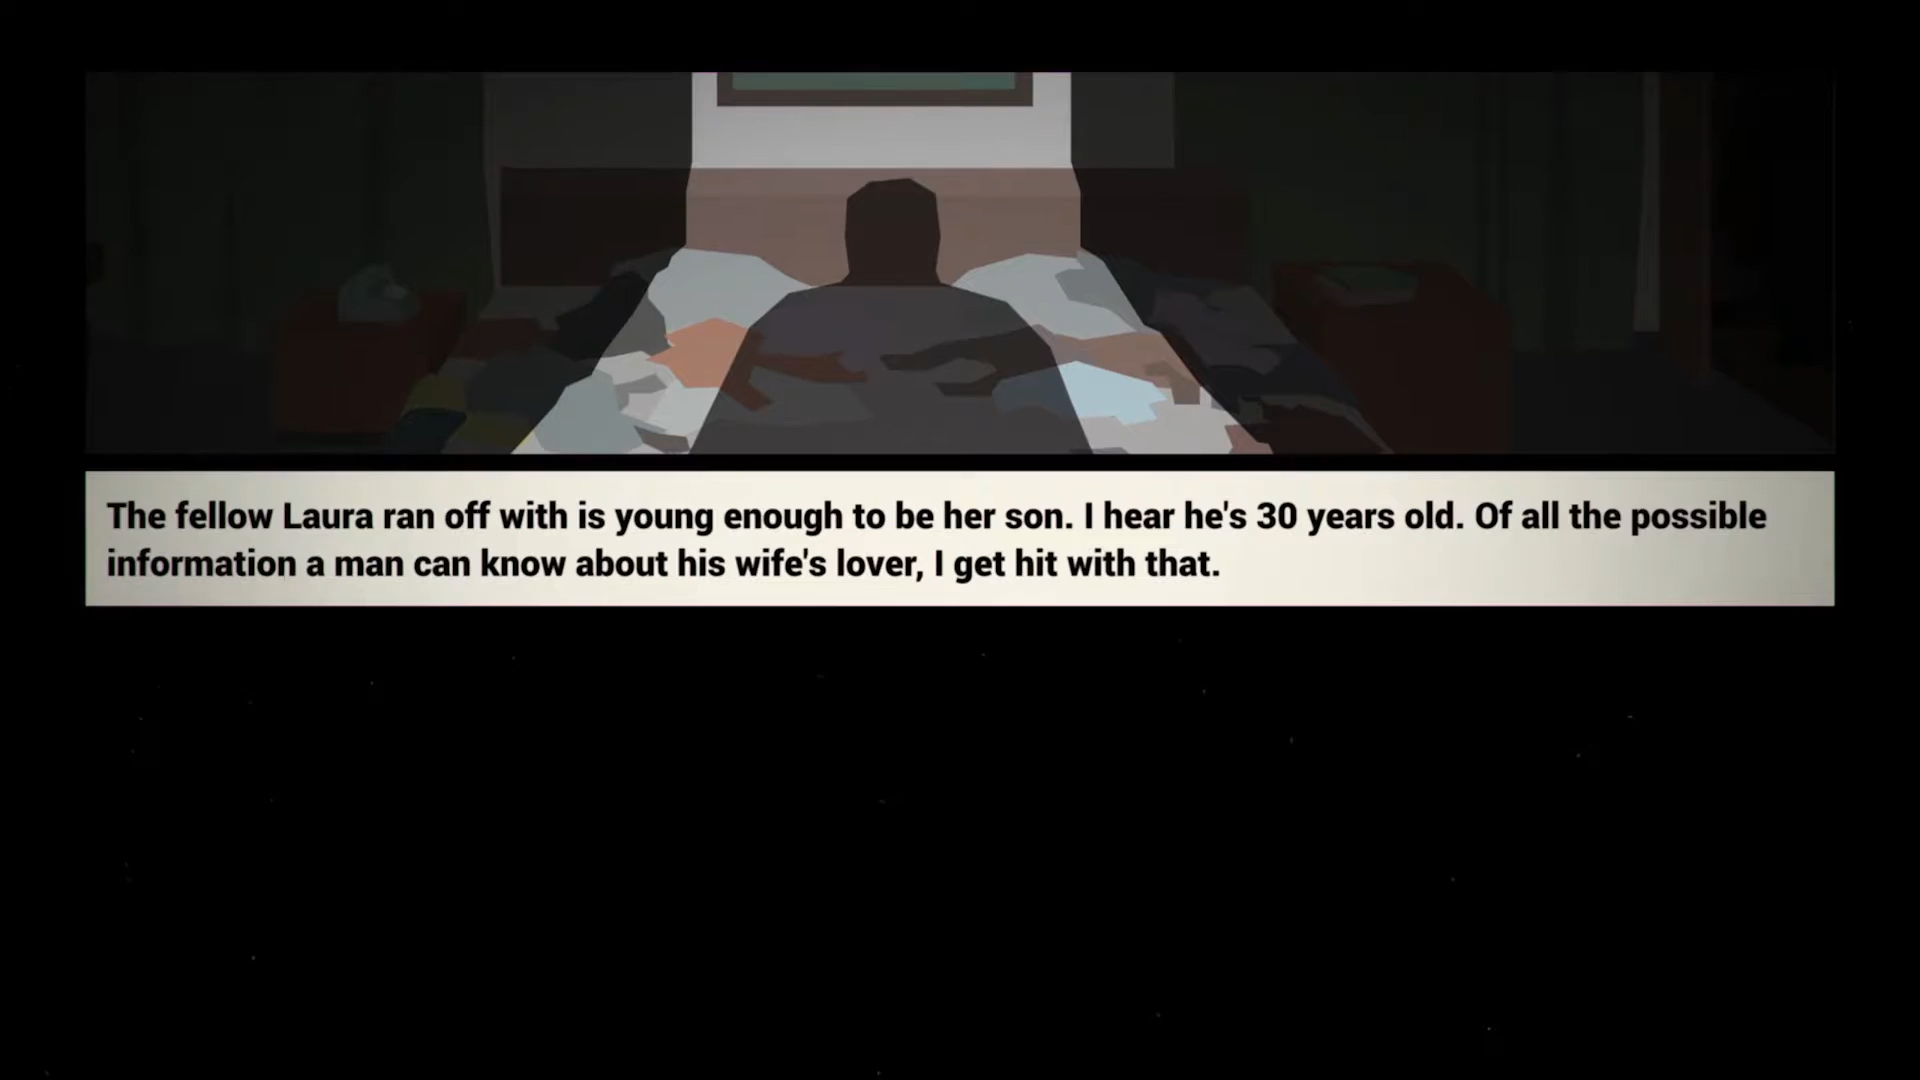 The fellow Laura ran off with is young enough to be her son. I hear he's 30 years old. Of all the possible
information a man can know about his wife's lover, I get hit with that.